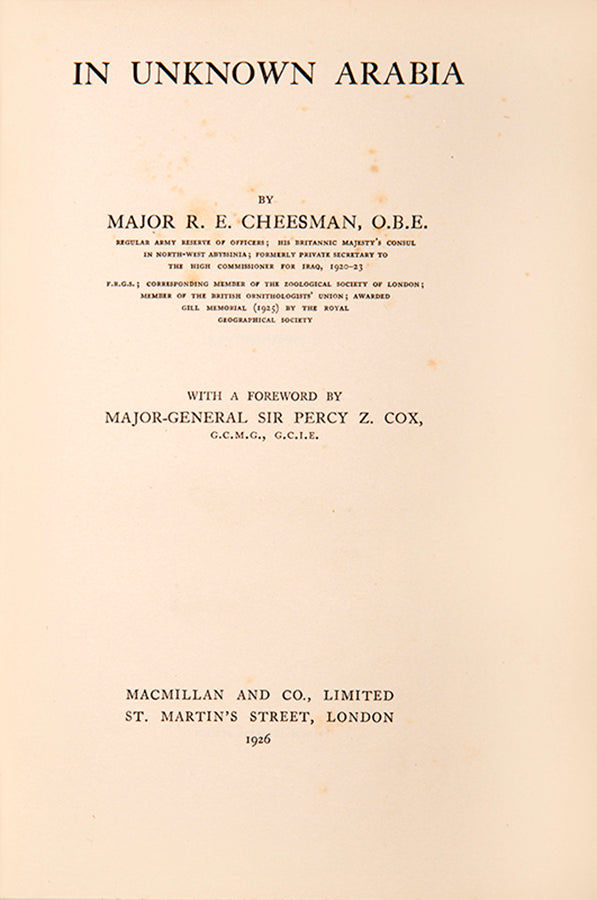 IN UNKNOWN ARABIA
BY
MAJOR R. E. CHEESMAN, O.B.E.
REGULAR ARMY RESERVE OF OFFICERS; HIS BRITANNIC MAJESTY'S CONSUL
IN NORTH-WEST ABYSSINIA; FORMERLY PRIVATE SECRETARY TO
THE HIGH COMMISSIONER FOR IRAQ, 1920-23
F.R.G.S.; CORRESPONDING MEMBER OF THE ZOOLOGICAL SOCIETY OF LONDON;
MEMBER OF THE BRITISH ORNITHOLOGISTS' UNION; AWARDED
GILL MEMORIAL (1925) BY THE ROYAL
GEOGRAPHICAL SOCIETY
WITH A FOREWORD BY
MAJOR-GENERAL SIR PERCY Z. COX,
G.C.M.G., G.C.I.E.
MACMILLAN AND CO., LIMITED
ST. MARTIN'S STREET, LONDON
1926